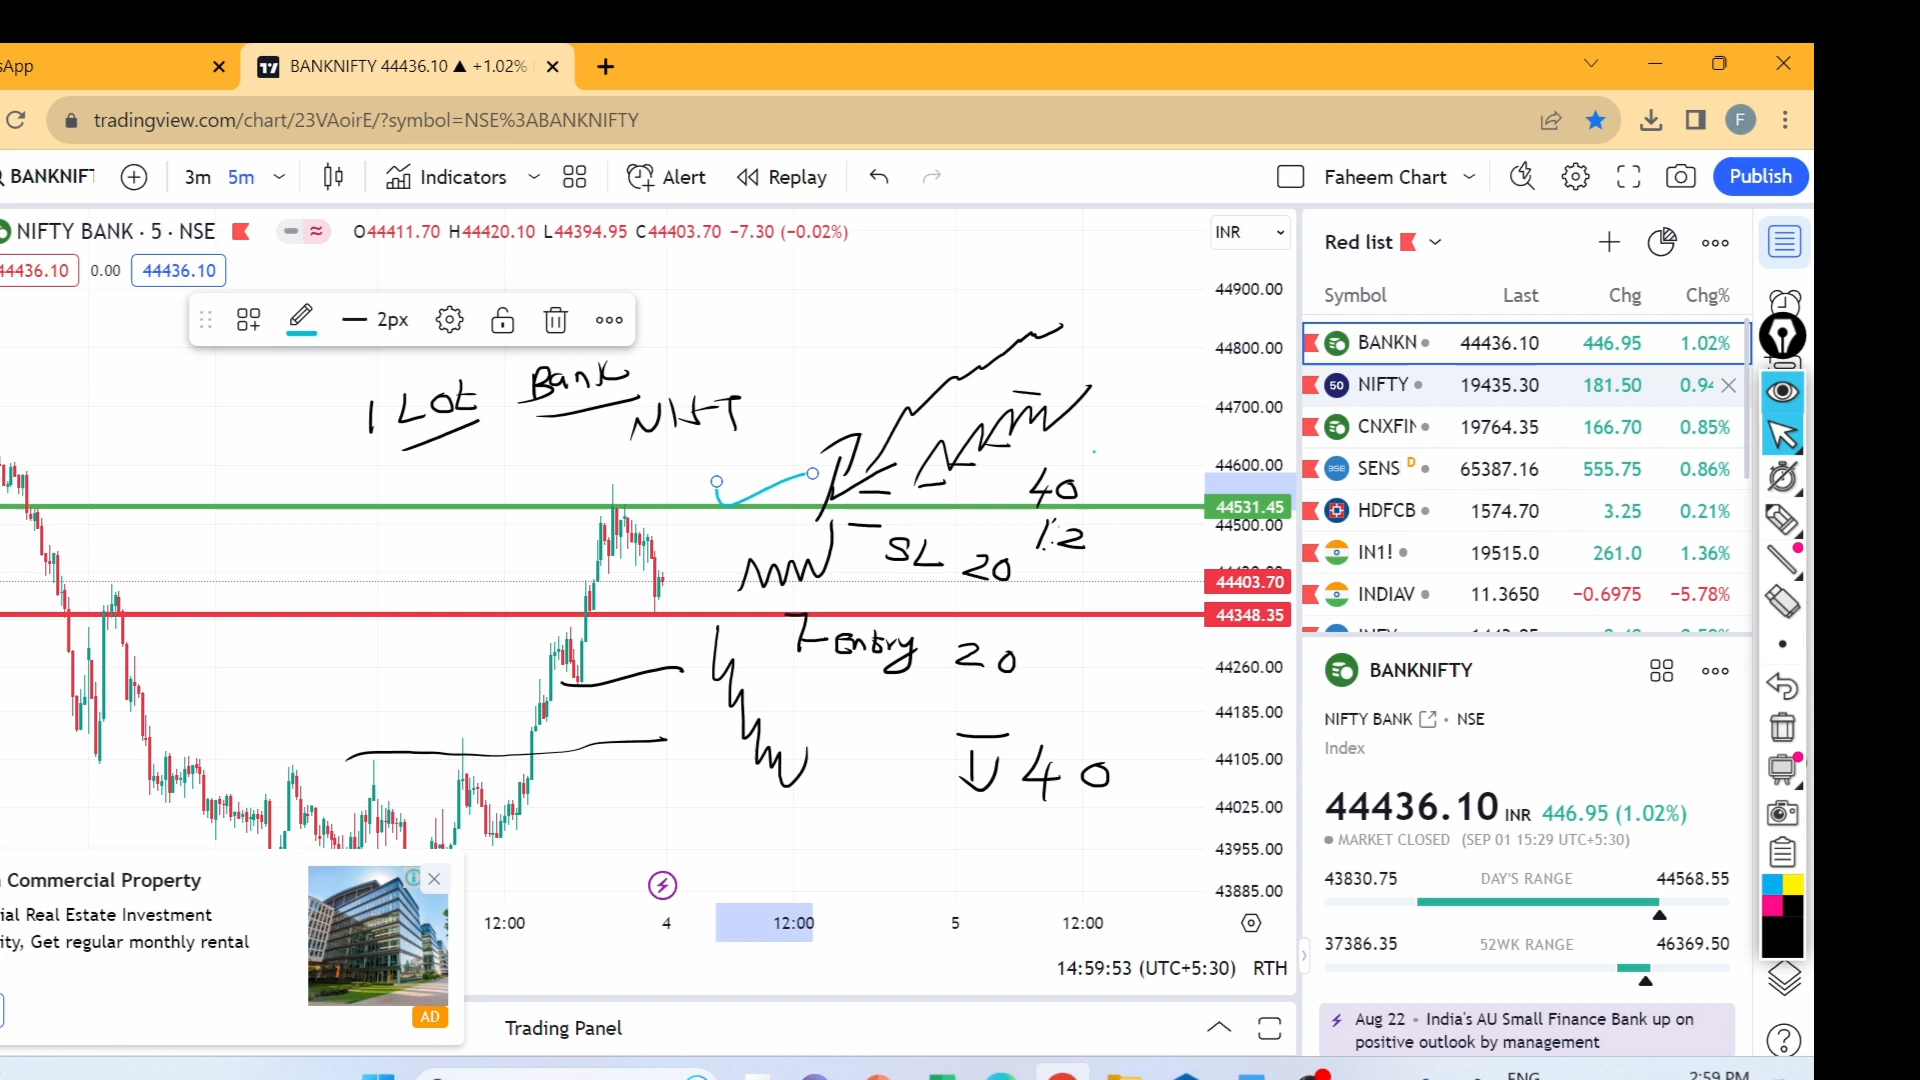 sApp
BANKNIFTY 44436.10 ▲ +1.02%
tradingview.com/chart/23VAoirE/?symbol=NSE%3ABANKNIFTY
F
BANKNIFT
3m 5m
Indicators
Alert
Replay
Faheem Chart
Publish
NIFTY BANK · 5 · NSE
O44411.70 H44420.10 L44394.95 C44403.70 −7.30 (−0.02%)
INR
44436.10 0.00 44436.10
2px
Red list
Symbol Last Chg Chg%
BANKN 44436.10 446.95 1.02%
50 NIFTY 19435.30 181.50 0.94
CNXFIN 19764.35 166.70 0.85%
BSE SENS D 65387.16 555.75 0.86%
HDFCB 1574.70 3.25 0.21%
IN1! 19515.0 261.0 1.36%
INDIAV 11.3650 −0.6975 −5.78%
44900.00
44800.00
44700.00
44600.00
44531.45
44500.00
44403.70
44348.35
44260.00
44185.00
44105.00
44025.00
43955.00
43885.00
1 Lot Bank
NIFT
40
1:2
SL 20
Entry 20
40
BANKNIFTY
NIFTY BANK · NSE
Index
44436.10 INR 446.95 (1.02%)
MARKET CLOSED (SEP 01 15:29 UTC+5:30)
43830.75 DAY'S RANGE 44568.55
37386.35 52WK RANGE 46369.50
Aug 22 · India's AU Small Finance Bank up on
positive outlook by management
12:00 4 12:00 5 12:00
14:59:53 (UTC+5:30) RTH
Commercial Property
ial Real Estate Investment
ity, Get regular monthly rental
AD
Trading Panel
ENG
2:59 PM